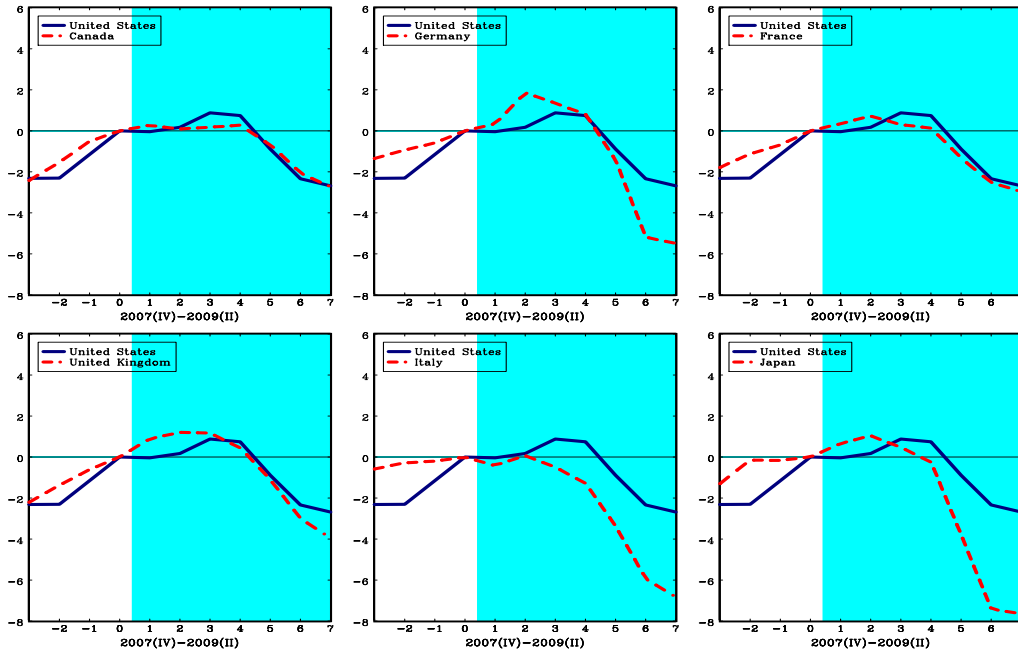 6
4
2
0
−2
−4
−6
−8
United States
Canada
−2 −1 0 1 2 3 4 5 6 7
2007(IV)−2009(II)
6
4
2
0
−2
−4
−6
−8
United States
Germany
−2 −1 0 1 2 3 4 5 6 7
2007(IV)−2009(II)
6
4
2
0
−2
−4
−6
−8
United States
France
−2 −1 0 1 2 3 4 5 6
2007(IV)−2009(II)
6
4
2
0
−2
−4
−6
−8
United States
United Kingdom
−2 −1 0 1 2 3 4 5 6 7
2007(IV)−2009(II)
6
4
2
0
−2
−4
−6
−8
United States
Italy
−2 −1 0 1 2 3 4 5 6 7
2007(IV)−2009(II)
6
4
2
0
−2
−4
−6
−8
United States
Japan
−2 −1 0 1 2 3 4 5 6
2007(IV)−2009(II)